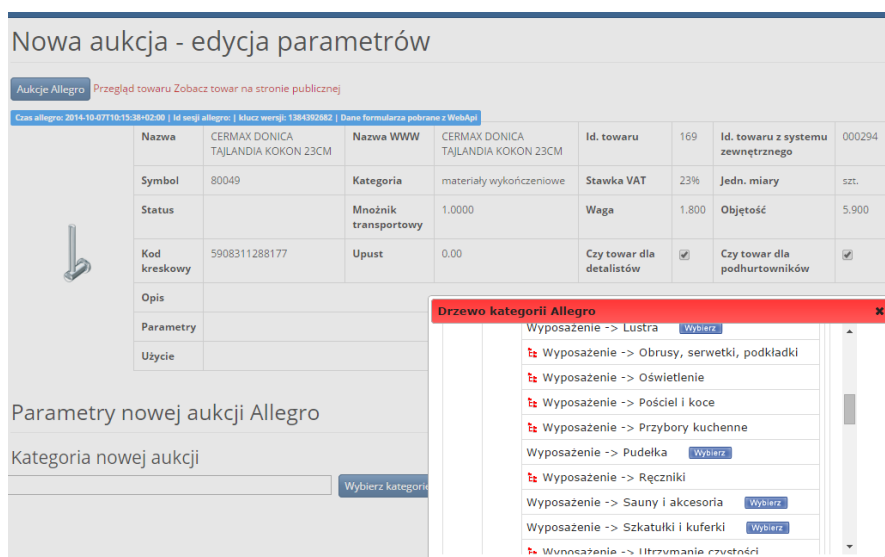 Nowa aukcja - edycja parametrów
Aukcje Allegro Przegląd towaru Zobacz towar na stronie publicznej
Czas allegro: 2014-10-07T10:15:38+02:00 | Id sesji allegro: | klucz wersji: 1384392682 | Dane formularza pobrane z WebApi
Nazwa CERMAX DONICA TAJLANDIA KOKON 23CM Nazwa WWW CERMAX DONICA TAJLANDIA KOKON 23CM Id. towaru 169 Id. towaru z systemu zewnętrznego 000294
Symbol 80049 Kategoria materiały wykończeniowe Stawka VAT 23% Jedn. miary szt.
Status Mnożnik transportowy 1.0000 Waga 1.800 Objętość 5.900
Kod kreskowy 5908311288177 Upust 0.00 Czy towar dla detalistów Czy towar dla podhurtowników
Opis
Parametry
Użycie
Drzewo kategorii Allegro
Wyposażenie -> Lustra Wybierz
Wyposażenie -> Obrusy, serwetki, podkładki
Wyposażenie -> Oświetlenie
Wyposażenie -> Pościel i koce
Wyposażenie -> Przybory kuchenne
Wyposażenie -> Pudełka Wybierz
Wyposażenie -> Ręczniki
Wyposażenie -> Sauny i akcesoria Wybierz
Wyposażenie -> Szkatułki i kuferki Wybierz
Wyposażenie -> Utrzymanie czystości
Parametry nowej aukcji Allegro
Kategoria nowej aukcji
Wybierz kategorie